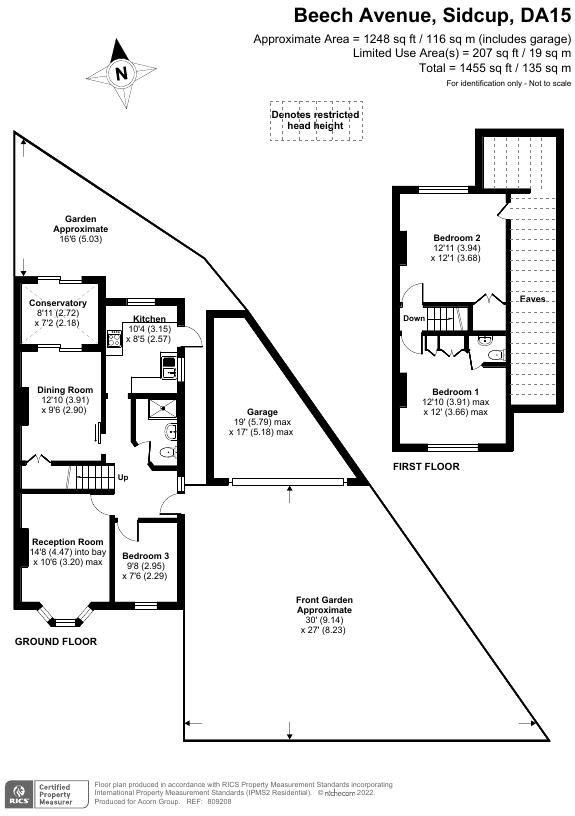 Beech Avenue, Sidcup, DA15
Approximate Area = 1248 sq ft / 116 sq m (includes garage)
Limited Use Area(s) = 207 sq ft / 19 sq m
Total = 1455 sq ft / 135 sq m
For identification only - Not to scale
N
Denotes restricted
head height
Garden
Approximate
16'6 (5.03)
Conservatory
8'11 (2.72)
x 7'2 (2.18)
Kitchen
10'4 (3.15)
x 8'5 (2.57)
Dining Room
12'10 (3.91)
x 9'6 (2.90)
Garage
19' (5.79) max
x 17' (5.18) max
Up
Reception Room
14'8 (4.47) into bay
x 10'6 (3.20) max
Bedroom 3
9'8 (2.95)
x 7'6 (2.29)
Front Garden
Approximate
30' (9.14)
x 27' (8.23)
GROUND FLOOR
Bedroom 2
12'11 (3.94)
x 12'1 (3.68)
Eaves
Down
Bedroom 1
12'10 (3.91) max
x 12' (3.66) max
FIRST FLOOR
RICS
Certified
Property
Measurer
Floor plan produced in accordance with RICS Property Measurement Standards incorporating
International Property Measurement Standards (IPMS2 Residential). © nichecom 2022.
Produced for Acorn Group. REF: 809208